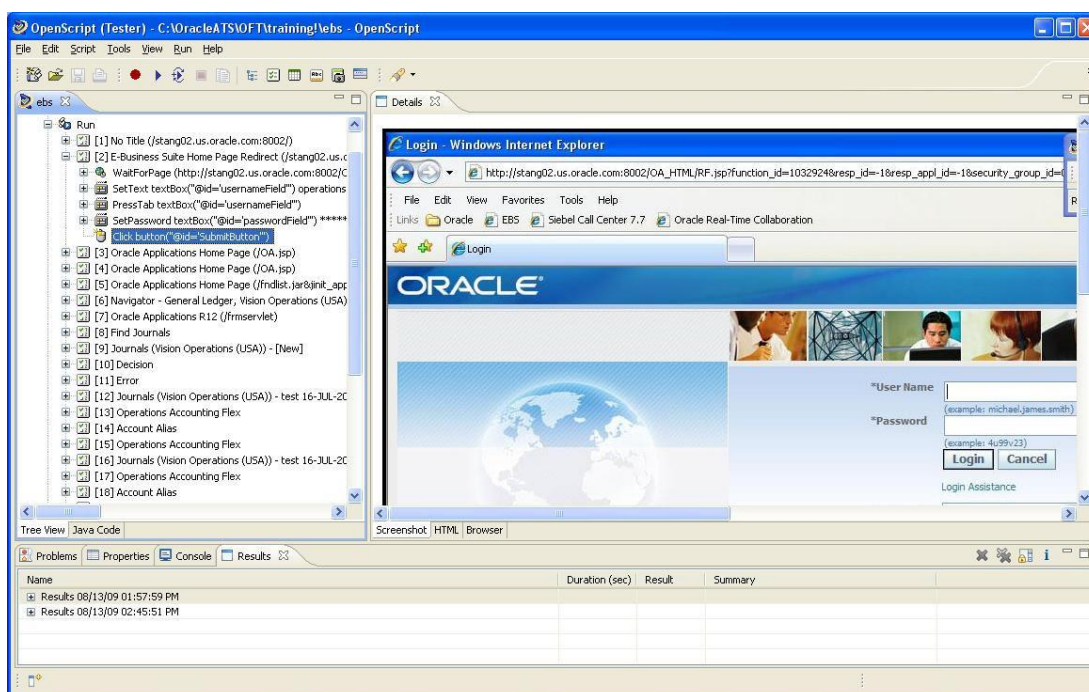 OpenScript (Tester) - C:\OracleATS\OFT\training!\ebs - OpenScript
File Edit Script Tools View Run Help
ebs
Run
[1] No Title (/stang02.us.oracle.com:8002/)
[2] E-Business Suite Home Page Redirect (/stang02.us.c
WaitForPage (http://stang02.us.oracle.com:8002/C
SetText textBox("@id='usernameField'") operations
PressTab textBox("@id='usernameField'")
SetPassword textBox("@id='passwordField'") *****
Click button("@id='SubmitButton'")
[3] Oracle Applications Home Page (/OA.jsp)
[4] Oracle Applications Home Page (/OA.jsp)
[5] Oracle Applications Home Page (/fndlist.jar&jinit_app
[6] Navigator - General Ledger, Vision Operations (USA)
[7] Oracle Applications R12 (/frmservlet)
[8] Find Journals
[9] Journals (Vision Operations (USA)) - [New]
[10] Decision
[11] Error
[12] Journals (Vision Operations (USA)) - test 16-JUL-20
[13] Operations Accounting Flex
[14] Account Alias
[15] Operations Accounting Flex
[16] Journals (Vision Operations (USA)) - test 16-JUL-20
[17] Operations Accounting Flex
[18] Account Alias
Tree View Java Code
Details
Login - Windows Internet Explorer
http://stang02.us.oracle.com:8002/OA_HTML/RF.jsp?function_id=1032924&resp_id=-1&resp_appl_id=-1&security_group_id=0
File Edit View Favorites Tools Help
Links Oracle EBS Siebel Call Center 7.7 Oracle Real-Time Collaboration
Login
ORACLE
*User Name
(example: michael.james.smith)
*Password
(example: 4u99v23)
Login Cancel
Login Assistance
Screenshot HTML Browser
Problems Properties Console Results
Name Duration (sec) Result Summary
Results 08/13/09 01:57:59 PM
Results 08/13/09 02:45:51 PM